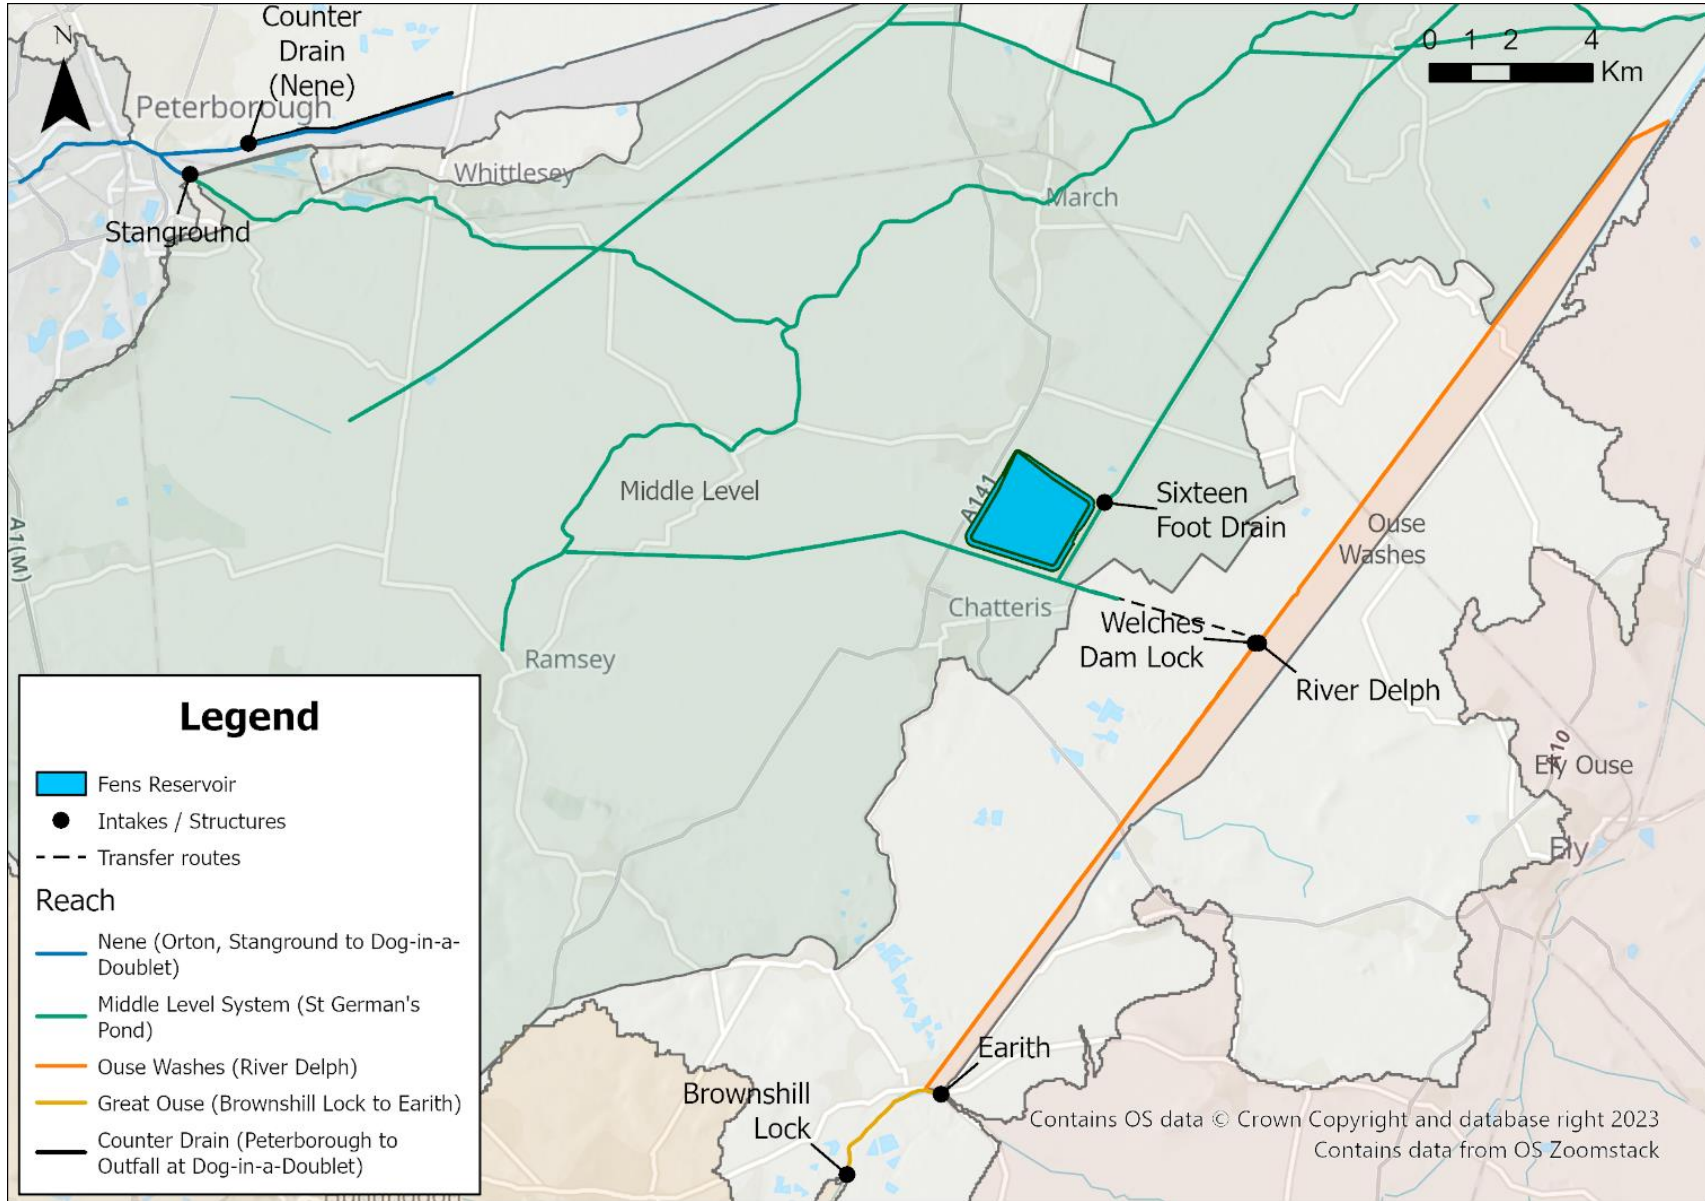 N
Counter
Drain
(Nene)
0 1 2 4
Km
Peterborough
Whittlesey
Stanground
March
A1(M)
Middle Level
A141
Sixteen
Foot Drain
Ouse
Washes
Chatteris
Welches
Dam Lock
River Delph
Ramsey
A10
Ely Ouse
Ely
Legend
Fens Reservoir
Intakes / Structures
Transfer routes
Reach
Nene (Orton, Stanground to Dog-in-a-
Doublet)
Middle Level System (St German's
Pond)
Ouse Washes (River Delph)
Great Ouse (Brownshill Lock to Earith)
Counter Drain (Peterborough to
Outfall at Dog-in-a-Doublet)
Earith
Brownshill
Lock
Contains OS data © Crown Copyright and database right 2023
Contains data from OS Zoomstack